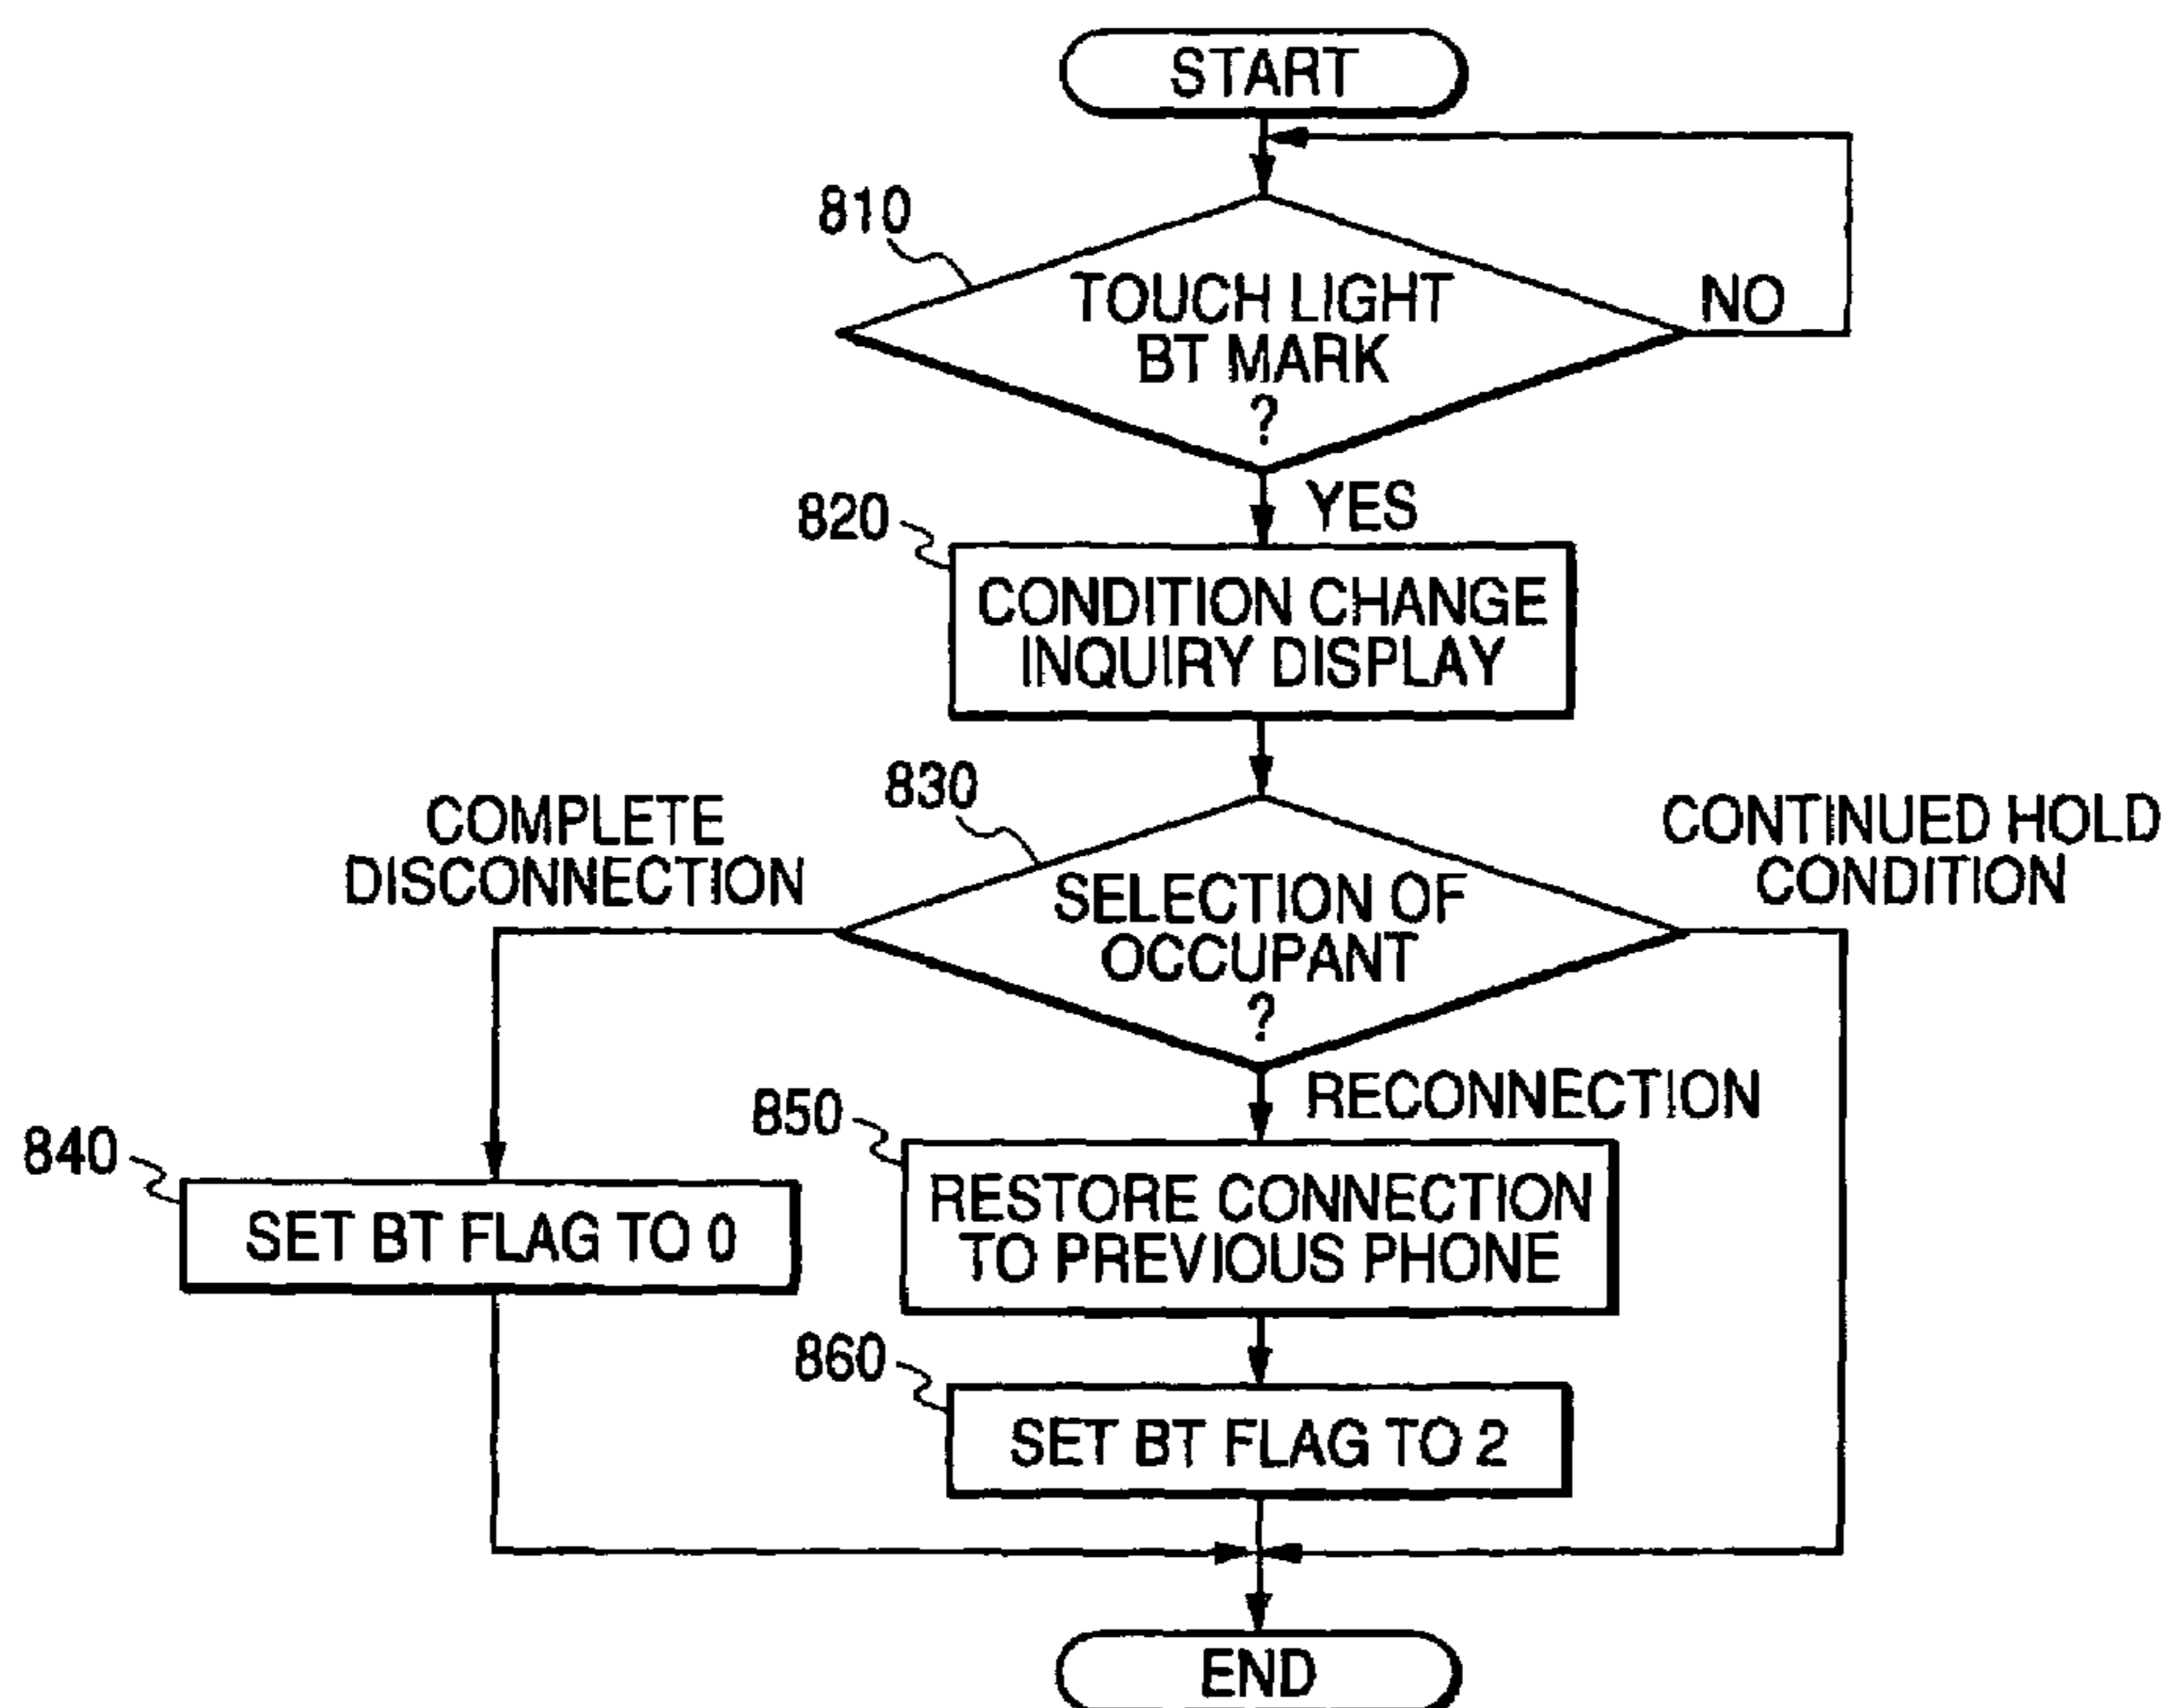 START
810
TOUCH LIGHT
BT MARK
?
NO
YES
820
CONDITION CHANGE
INQUIRY DISPLAY
830
COMPLETE
DISCONNECTION
CONTINUED HOLD
CONDITION
SELECTION OF
OCCUPANT
?
RECONNECTION
850
840
RESTORE CONNECTION
TO PREVIOUS PHONE
SET BT FLAG TO 0
860
SET BT FLAG TO 2
END